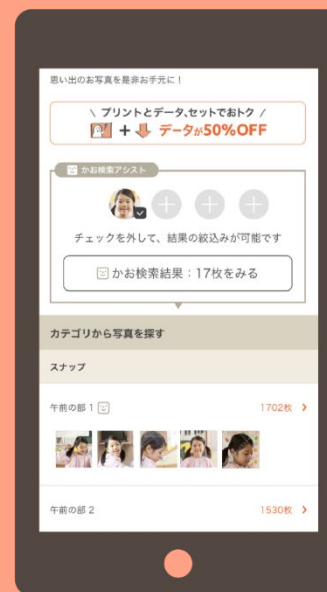 思い出のお写真を是非お手元に！
\ プリントとデータ、セットでおトク /
+ データが50%OFF
かお検索アシスト
チェックを外して、結果の絞込みが可能です
かお検索結果：17枚をみる
カテゴリから写真を探す
スナップ
午前の部 1 1702枚
午前の部 2 1530枚